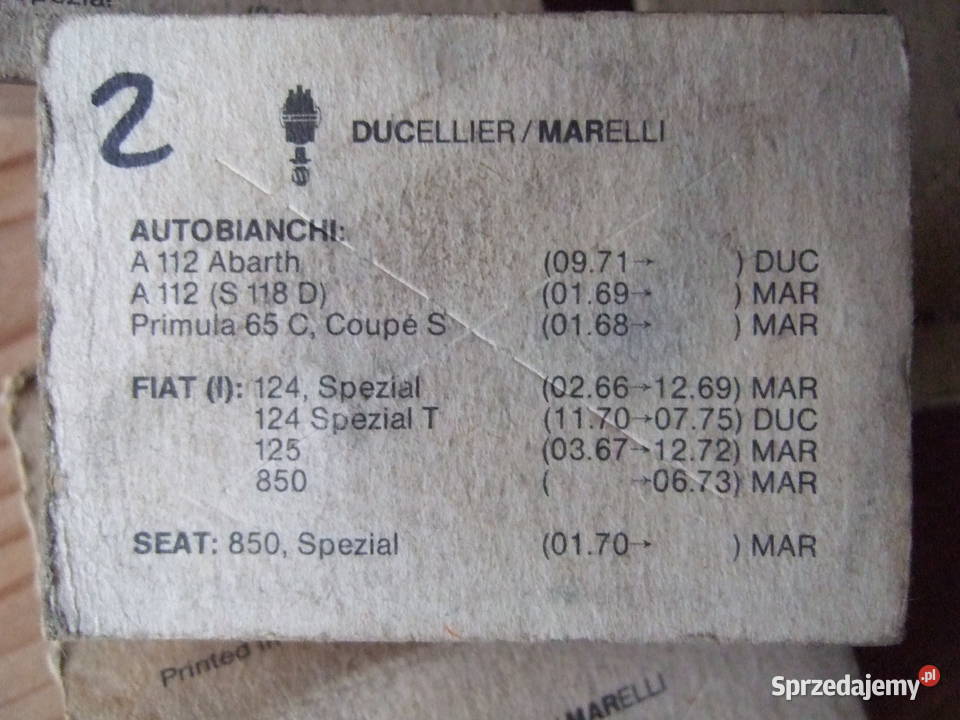 2
DUCELLIER / MARELLI
AUTOBIANCHI:
A 112 Abarth (09.71→ ) DUC
A 112 (S 118 D) (01.69→ ) MAR
Primula 65 C, Coupé S (01.68→ ) MAR
FIAT (I): 124, Spezial (02.66→12.69) MAR
124 Spezial T (11.70→07.75) DUC
125 (03.67→12.72) MAR
850 ( →06.73) MAR
SEAT: 850, Spezial (01.70→ ) MAR
Printed in
MARELLI
Sprzedajemy.pl